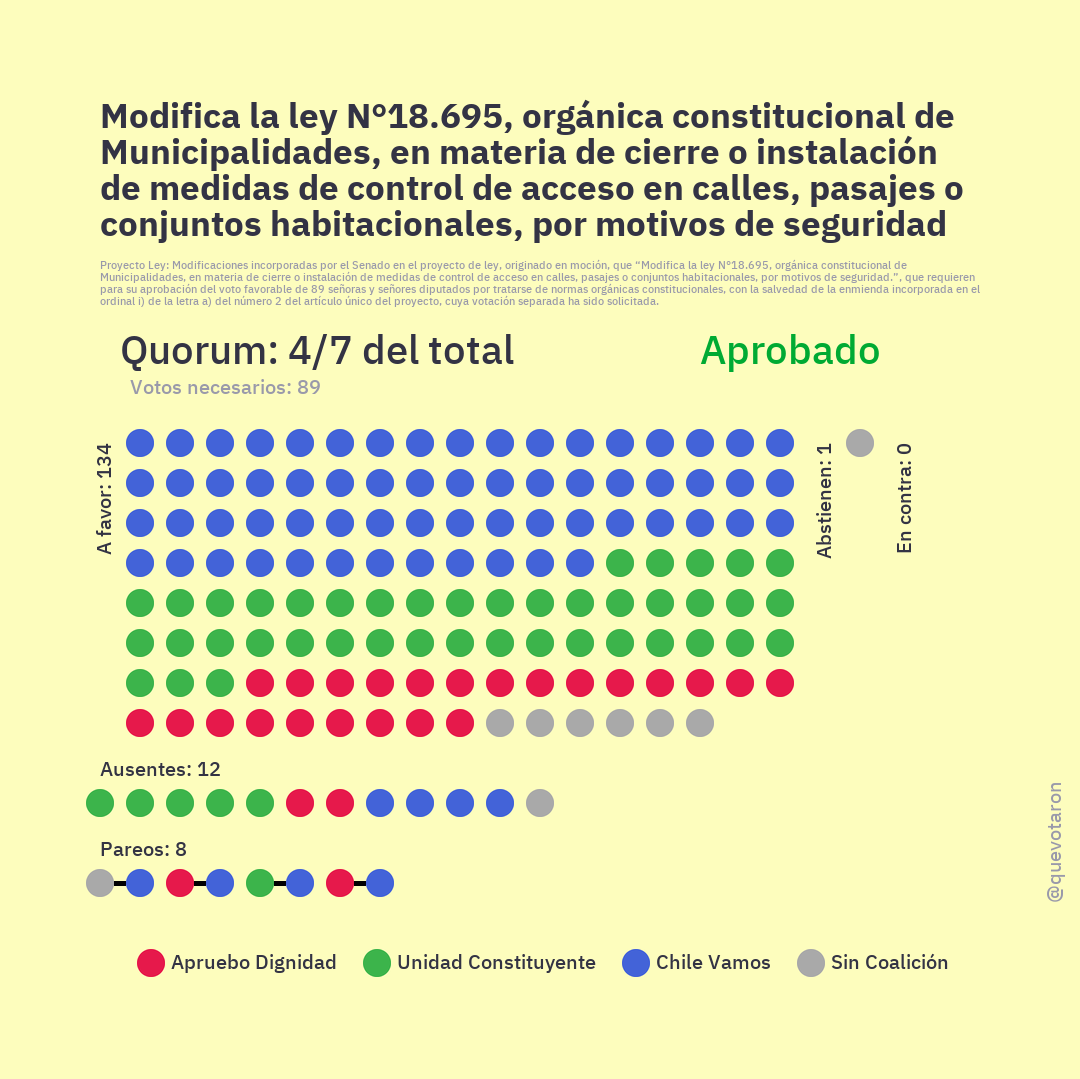 Modifica la ley Nº18.695, orgánica constitucional de
Municipalidades, en materia de cierre o instalación
de medidas de control de acceso en calles, pasajes o
conjuntos habitacionales, por motivos de seguridad
Proyecto Ley: Modificaciones incorporadas por el Senado en el proyecto de ley, originado en moción, que “Modifica la ley N°18.695, orgánica constitucional de
Municipalidades, en materia de cierre o instalación de medidas de control de acceso en calles, pasajes o conjuntos habitacionales, por motivos de seguridad.”, que requieren
para su aprobación del voto favorable de 89 señoras y señores diputados por tratarse de normas orgánicas constitucionales, con la salvedad de la enmienda incorporada en el
ordinal i) de la letra a) del número 2 del artículo único del proyecto, cuya votación separada ha sido solicitada.
Quorum: 4/7 del total
Aprobado
Votos necesarios: 89
A favor: 134
Abstienen: 1
En contra: 0
Ausentes: 12
Pareos: 8
@quevotaron
Apruebo Dignidad
Unidad Constituyente
Chile Vamos
Sin Coalición